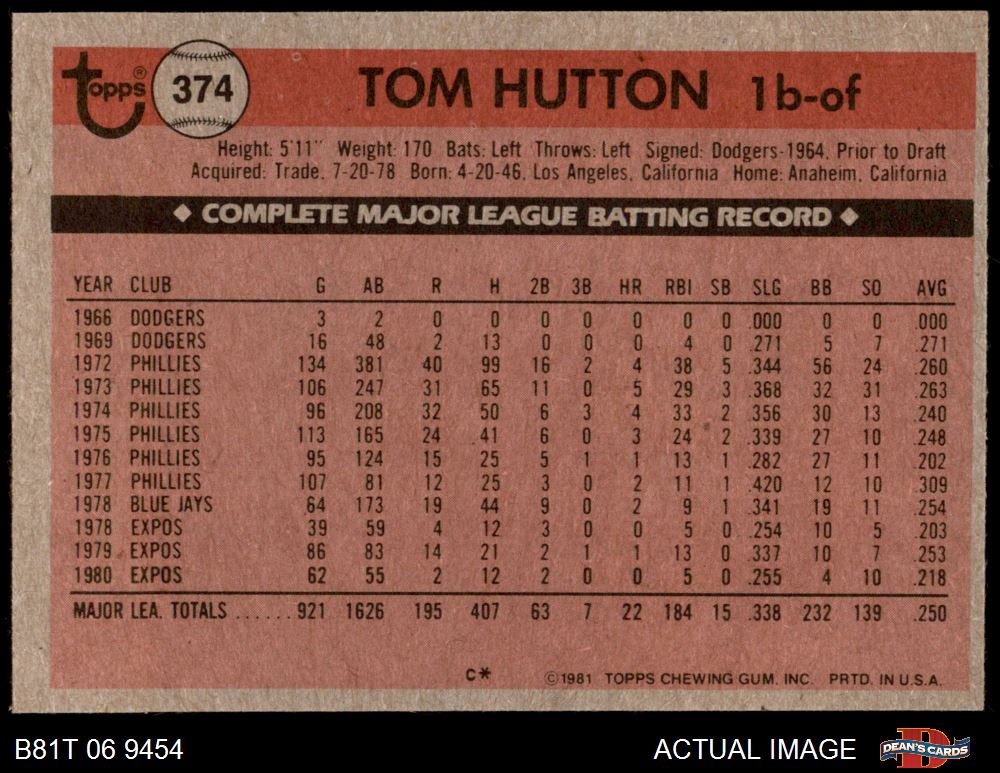 Topps® 374 TOM HUTTON 1b-of
Height: 5'11" Weight: 170 Bats: Left Throws: Left Signed: Dodgers-1964, Prior to Draft
Acquired: Trade, 7-20-78 Born: 4-20-46, Los Angeles, California Home: Anaheim, California
◆ COMPLETE MAJOR LEAGUE BATTING RECORD ◆
YEAR CLUB G AB R H 2B 3B HR RBI SB SLG BB SO AVG
1966 DODGERS 3 2 0 0 0 0 0 0 0 .000 0 0 .000
1969 DODGERS 16 48 2 13 0 0 0 4 0 .271 5 7 .271
1972 PHILLIES 134 381 40 99 16 2 4 38 5 .344 56 24 .260
1973 PHILLIES 106 247 31 65 11 0 5 29 3 .368 32 31 .263
1974 PHILLIES 96 208 32 50 6 3 4 33 2 .356 30 13 .240
1975 PHILLIES 113 165 24 41 6 0 3 24 2 .339 27 10 .248
1976 PHILLIES 95 124 15 25 5 1 1 13 1 .282 27 11 .202
1977 PHILLIES 107 81 12 25 3 0 2 11 1 .420 12 10 .309
1978 BLUE JAYS 64 173 19 44 9 0 2 9 1 .341 19 11 .254
1978 EXPOS 39 59 4 12 3 0 0 5 0 .254 10 5 .203
1979 EXPOS 86 83 14 21 2 1 1 13 0 .337 10 7 .253
1980 EXPOS 62 55 2 12 2 0 0 5 0 .255 4 10 .218
MAJOR LEA. TOTALS ...... 921 1626 195 407 63 7 22 184 15 .338 232 139 .250
C* ©1981 TOPPS CHEWING GUM, INC. PRTD. IN U.S.A.
B81T 06 9454 ACTUAL IMAGE DEAN'S CARDS